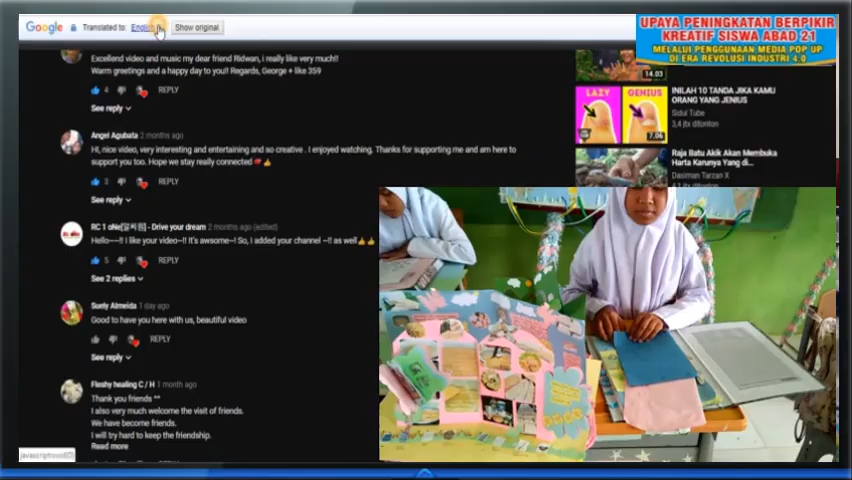 Google Translated to: English Show original
UPAYA PENINGKATAN BERPIKIR
KREATIF SISWA ABAD 21
MELALUI PENGGUNAAN MEDIA POP UP
DI ERA REVOLUSI INDUSTRI 4.0
Excellend video and music my dear friend Ridwan, i really like very much!!
Warm greetings and a happy day to you!! Regards, George + like 359
4 REPLY
See reply
Angel Agubata 2 months ago
HI, nice video, very interesting and entertaining and so creative . I enjoyed watching. Thanks for supporting me and am here to
support you too. Hope we stay really connected
3 REPLY
See reply
RC 1 oNe - Drive your dream 2 months ago (edited)
Hello~~!! I like your video~!! It's awsome~! So, I added your channel ~!! as well
5 REPLY
See 2 replies
Suely Almeida 1 day ago
Good to have you here with us, beautiful video
REPLY
See reply
Fleshy healing C / H 1 month ago
Thank you friends ^^
I also very much welcome the visit of friends.
We have become friends.
I will try hard to keep the friendship.
Read more
14.03
LAZY GENIUS
7.06
INILAH 10 TANDA JIKA KAMU
ORANG YANG JENIUS
Sidul Tube
3,4 jtx ditonton
Raja Batu Akik Akan Membuka
Harta Karunya Yang di...
Dasiman Tarzan X